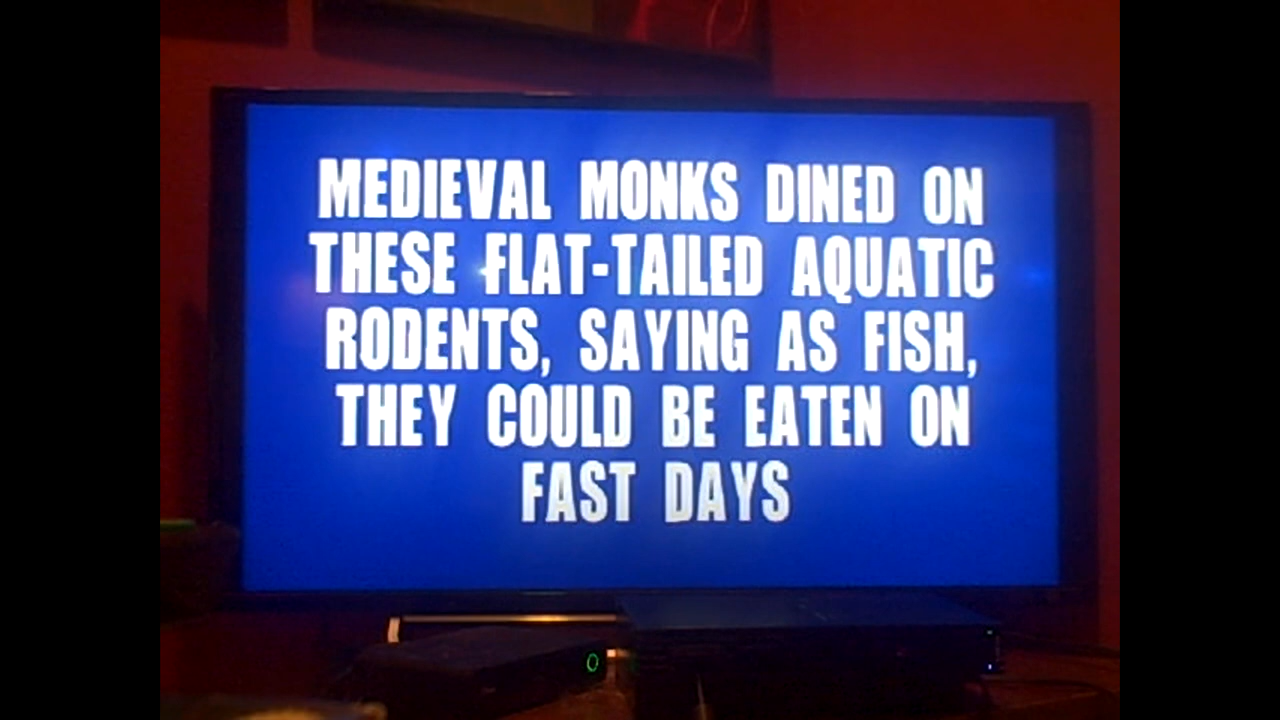 MEDIEVAL MONKS DINED ON
THESE FLAT-TAILED AQUATIC
RODENTS, SAYING AS FISH,
THEY COULD BE EATEN ON
FAST DAYS